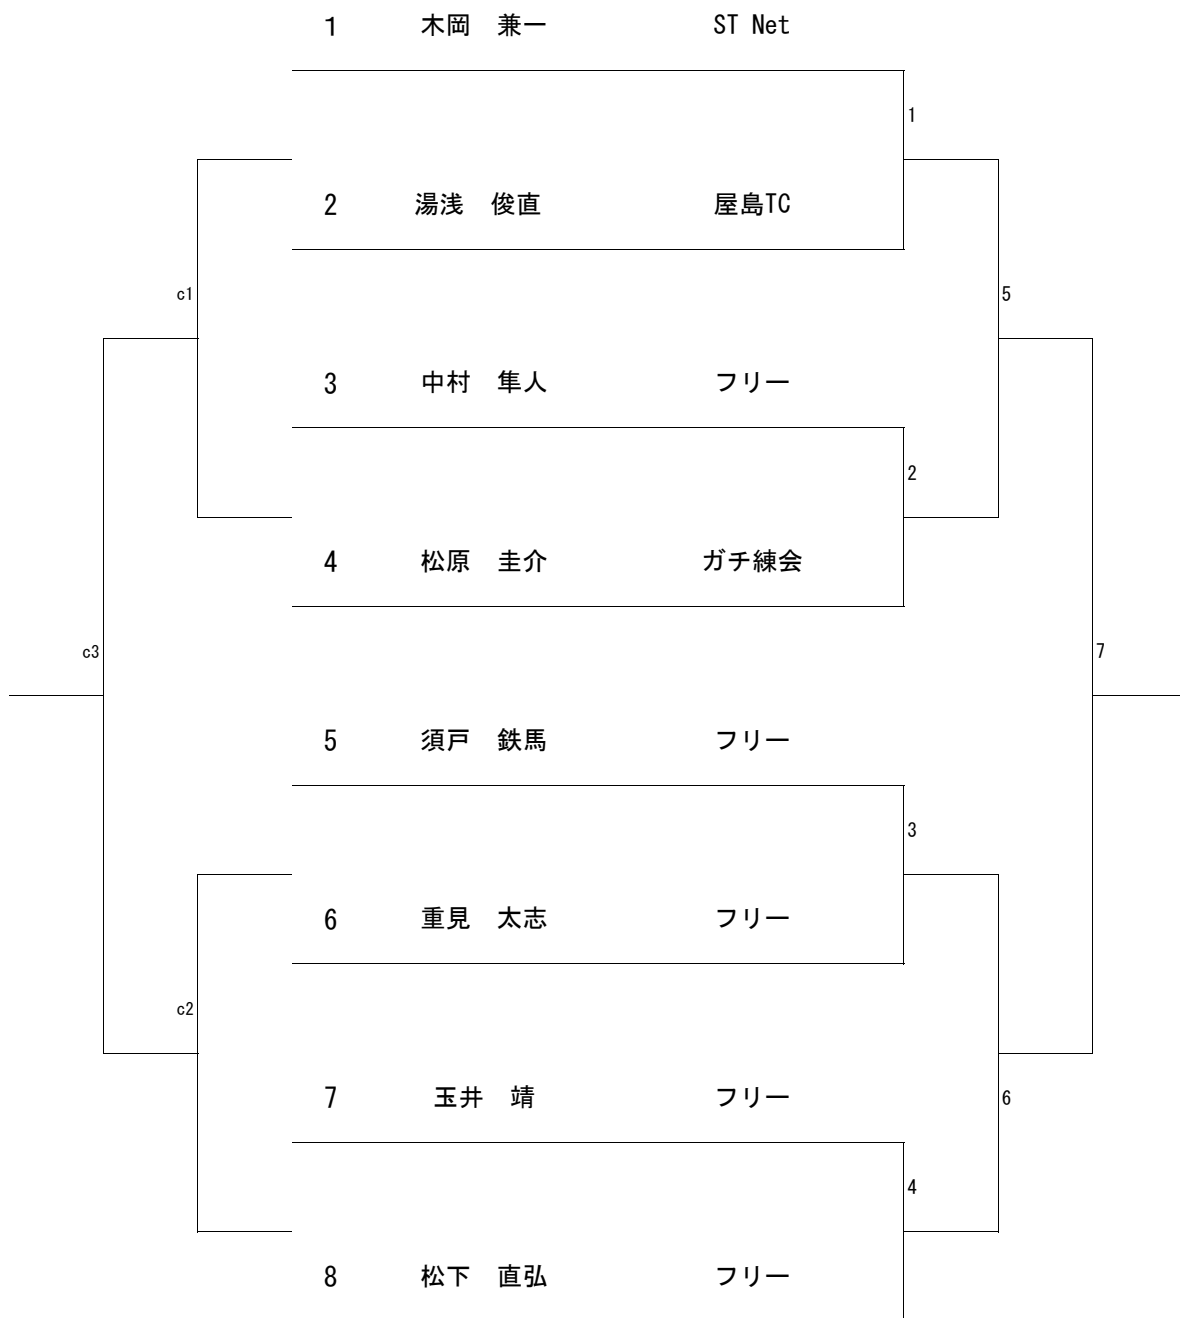 1 木岡　兼一 ST Net
1
2 湯浅　俊直 屋島TC
c1 5
3 中村　隼人 フリー
2
4 松原　圭介 ガチ練会
c3 7
5 須戸　鉄馬 フリー
3
6 重見　太志 フリー
c2
7 玉井　靖 フリー 6
4
8 松下　直弘 フリー